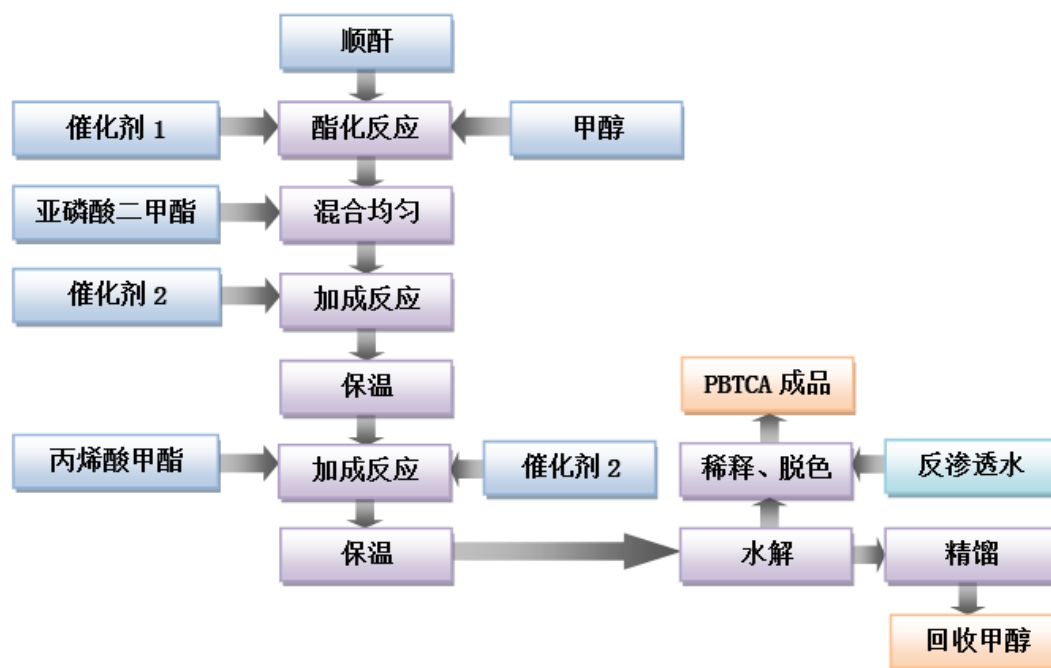 顺酐
催化剂 1
酯化反应
甲醇
亚磷酸二甲酯
混合均匀
催化剂 2
加成反应
保温
PBTCA 成品
丙烯酸甲酯
加成反应
催化剂 2
稀释、脱色
反渗透水
保温
水解
精馏
回收甲醇